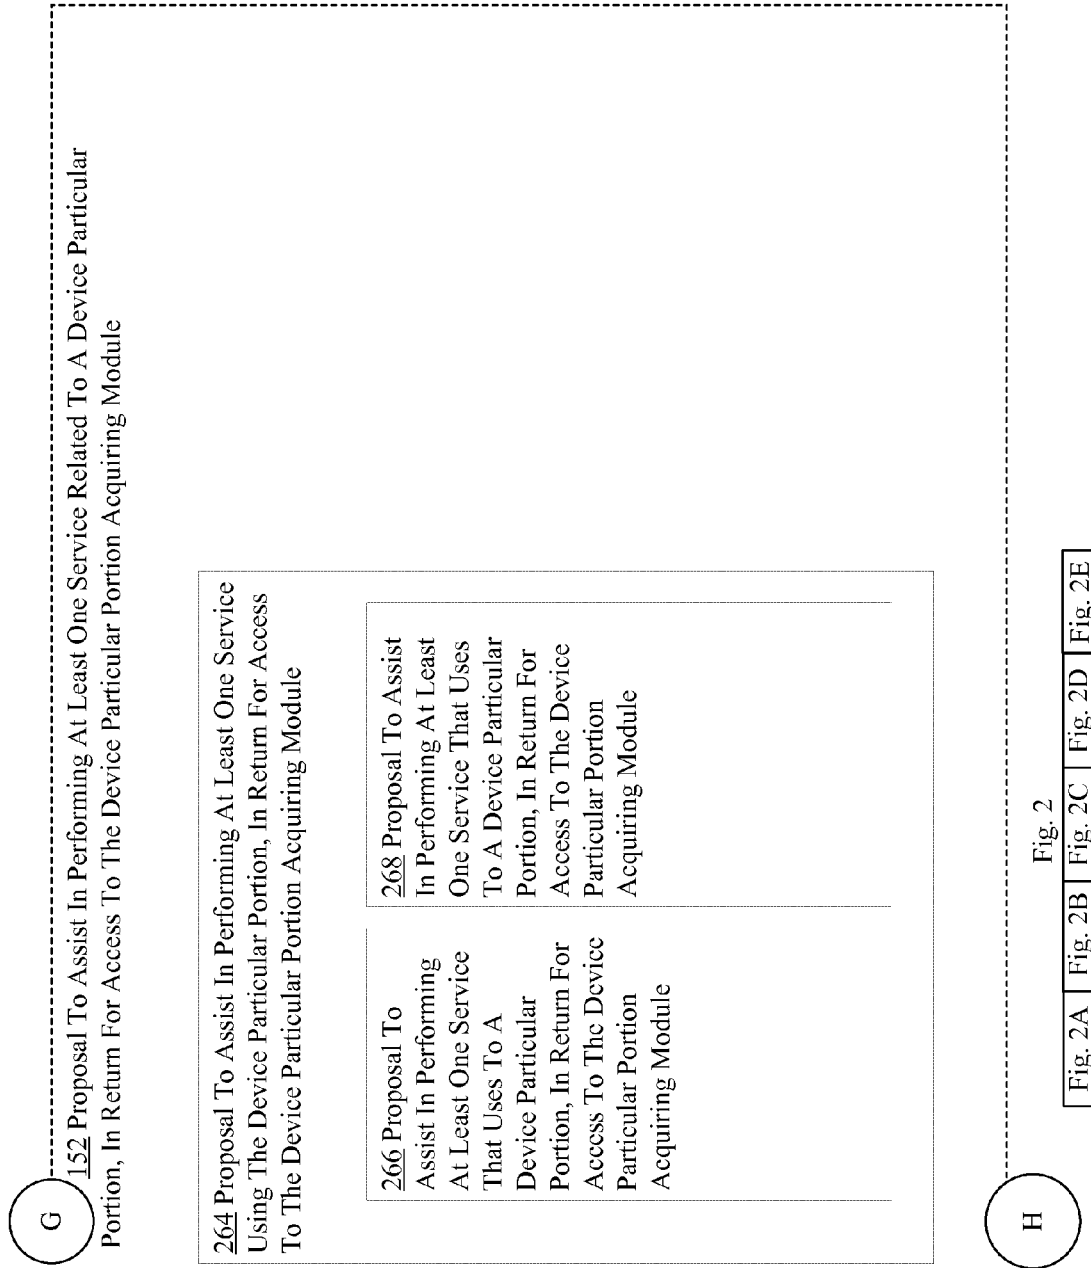 G
152 Proposal To Assist In Performing At Least One Service Related To A Device Particular
Portion, In Return For Access To The Device Particular Portion Acquiring Module
264 Proposal To Assist In Performing At Least One Service
Using The Device Particular Portion, In Return For Access
To The Device Particular Portion Acquiring Module
266 Proposal To
Assist In Performing
At Least One Service
That Uses To A
Device Particular
Portion, In Return For
Access To The Device
Particular Portion
Acquiring Module
268 Proposal To Assist
In Performing At Least
One Service That Uses
To A Device Particular
Portion, In Return For
Access To The Device
Particular Portion
Acquiring Module
H
Fig. 2
Fig. 2A Fig. 2B Fig. 2C Fig. 2D Fig. 2E